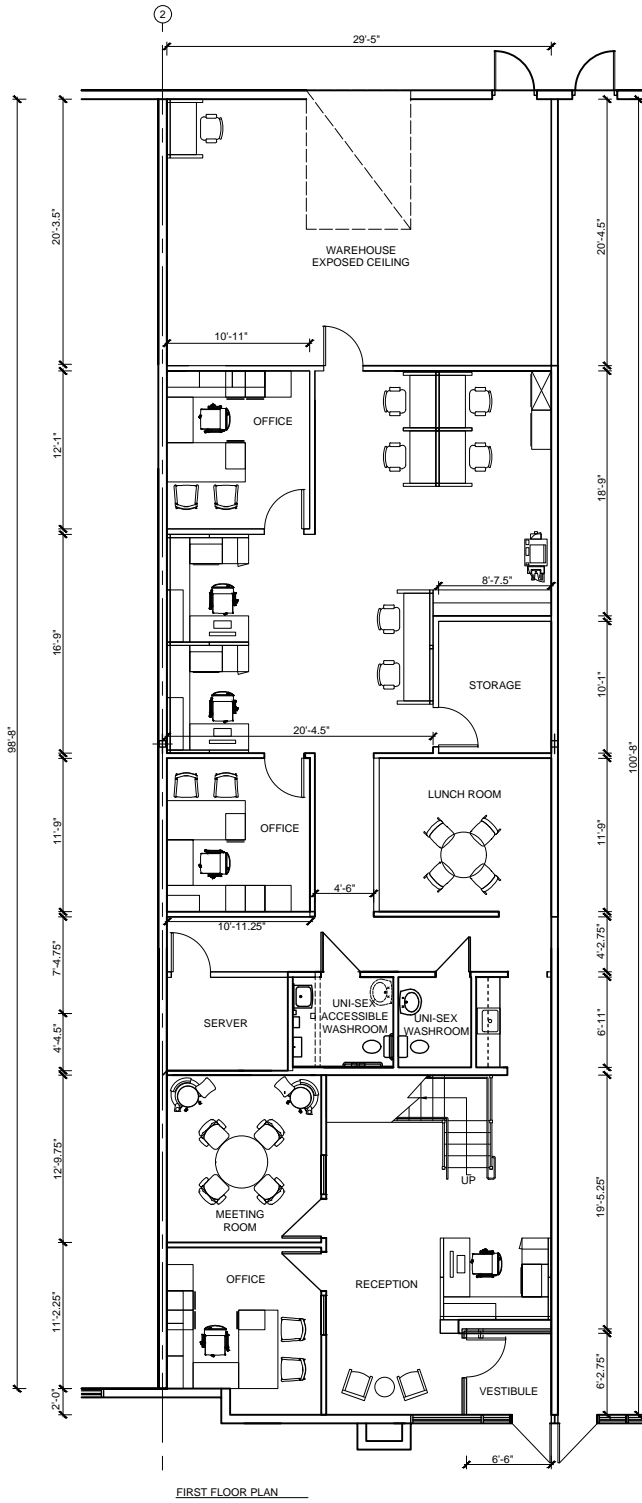 2
29'-5"
20'-3.5"
20'-4.5"
WAREHOUSE
EXPOSED CEILING
10'-11"
OFFICE
12'-1"
18'-9"
8'-7.5"
16'-9"
STORAGE
10'-1"
20'-4.5"
98'-8"
100'-8"
LUNCH ROOM
11'-9"
OFFICE
11'-9"
4'-6"
10'-11.25"
7'-4.75"
4'-2.75"
SERVER
UNI-SEX
ACCESSIBLE
WASHROOM
UNI-SEX
WASHROOM
4'-4.5"
6'-11"
12'-9.75"
UP
19'-5.25"
MEETING
ROOM
OFFICE
RECEPTION
11'-2.25"
VESTIBULE
6'-2.75"
2'-0"
6'-6"
FIRST FLOOR PLAN